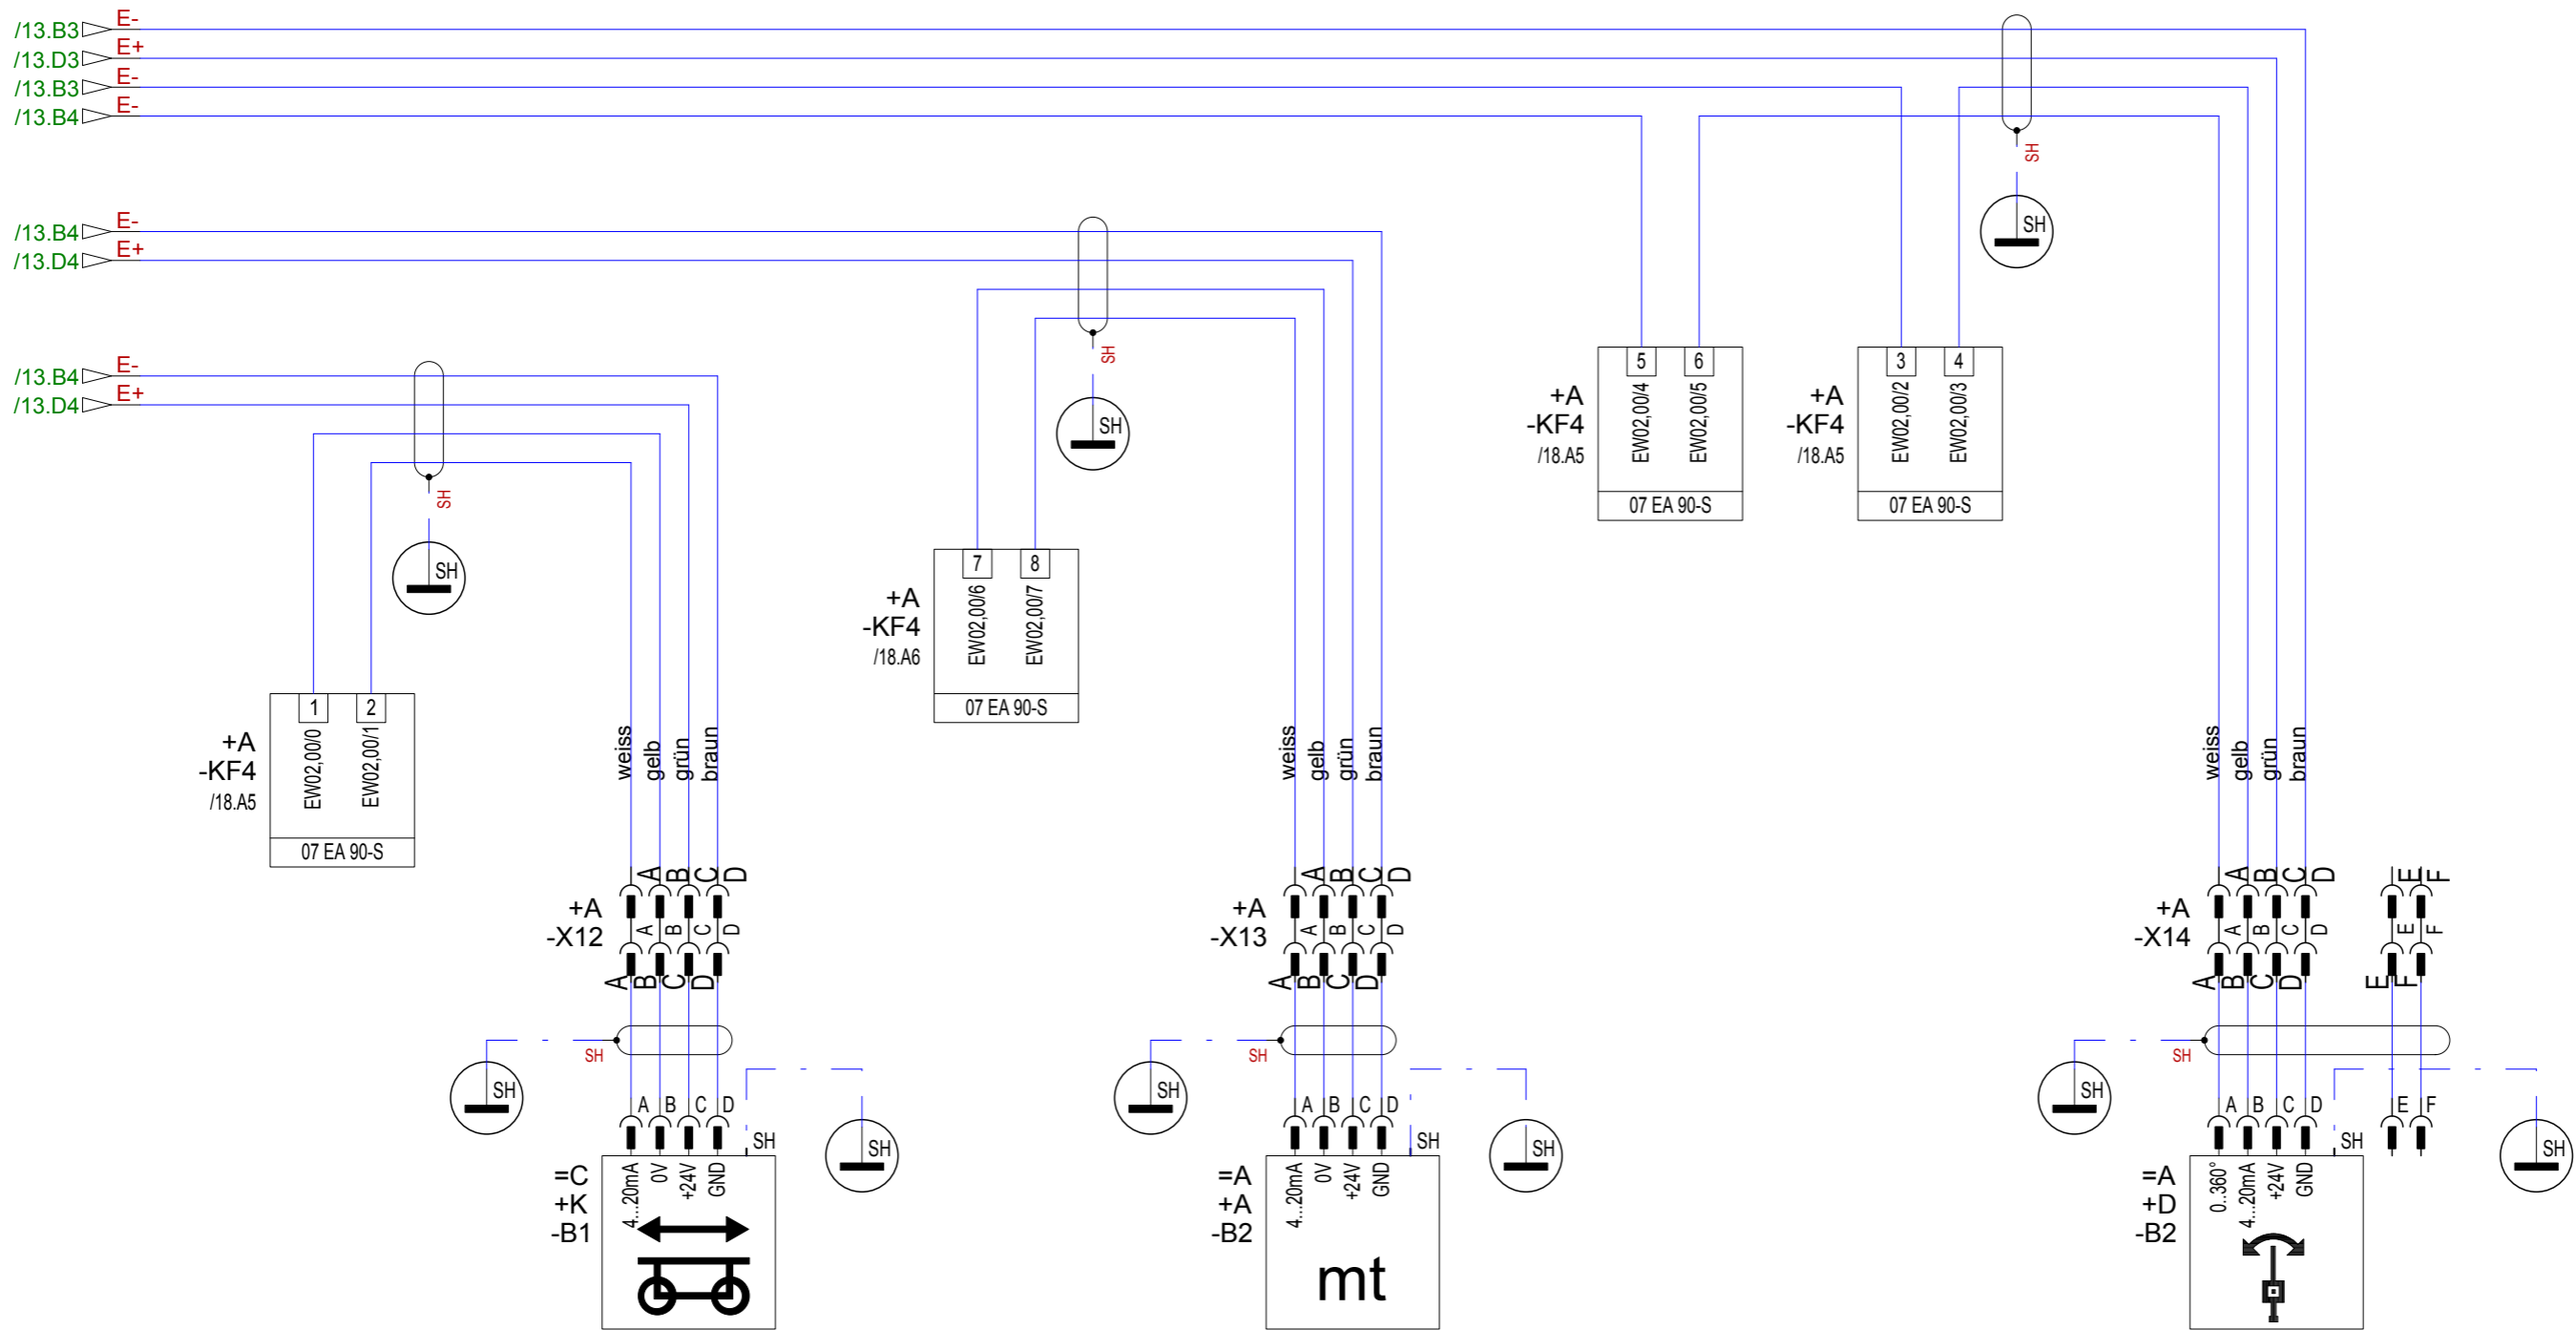 /13.B3 E-
/13.D3 E+
/13.B3 E-
/13.B4 E-
SH
SH
/13.B4 E-
/13.D4 E+
SH
SH
/13.B4 E-
/13.D4 E+
SH
SH
5 6
EW02,00/4 EW02,00/5
+A
-KF4
/18.A5
07 EA 90-S
3 4
EW02,00/2 EW02,00/3
+A
-KF4
/18.A5
07 EA 90-S
7 8
EW02,00/6 EW02,00/7
+A
-KF4
/18.A6
07 EA 90-S
1 2
EW02,00/0 EW02,00/1
+A
-KF4
/18.A5
07 EA 90-S
weiss gelb grün braun
weiss gelb grün braun
weiss gelb grün braun
A B C D
+A
-X12
A B C D
A B C D
A B C D
+A
-X13
A B C D
A B C D
A B C D E F
+A
-X14
A B C D E F
A B C D E F
SH
SH
A B C D
SH
SH
=C
+K
-B1
4...20mA 0V +24V GND
SH
SH
A B C D
SH
SH
=A
+A
-B2
4...20mA 0V +24V GND
mt
SH
SH
A B C D E F
SH
SH
=A
+D
-B2
0..360° 4...20mA +24V GND